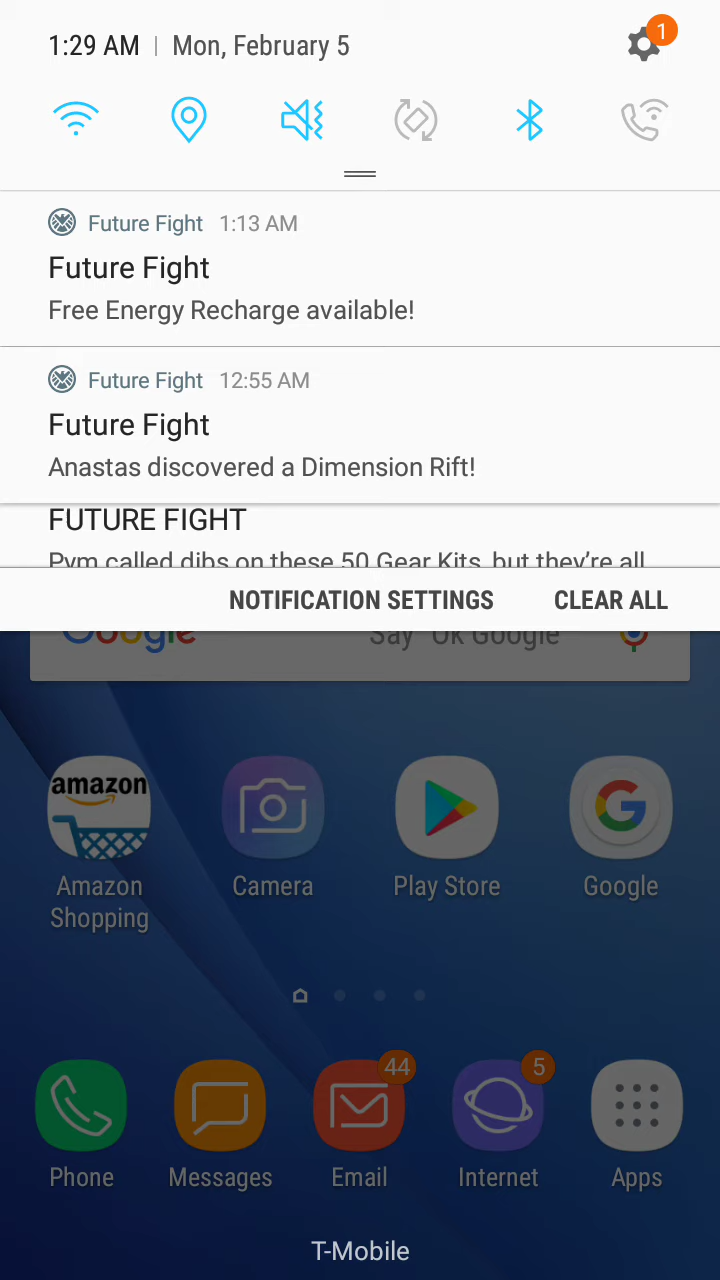 1:29 AM | Mon, February 5
1
Future Fight 1:13 AM
Future Fight
Free Energy Recharge available!
Future Fight 12:55 AM
Future Fight
Anastas discovered a Dimension Rift!
FUTURE FIGHT
Pym called dibs on these 50 Gear Kits, but they're all
NOTIFICATION SETTINGS CLEAR ALL
Google Say "Ok Google"
amazon
Amazon Shopping
Camera
Play Store
G
Google
44
5
Phone
Messages
Email
Internet
Apps
T-Mobile